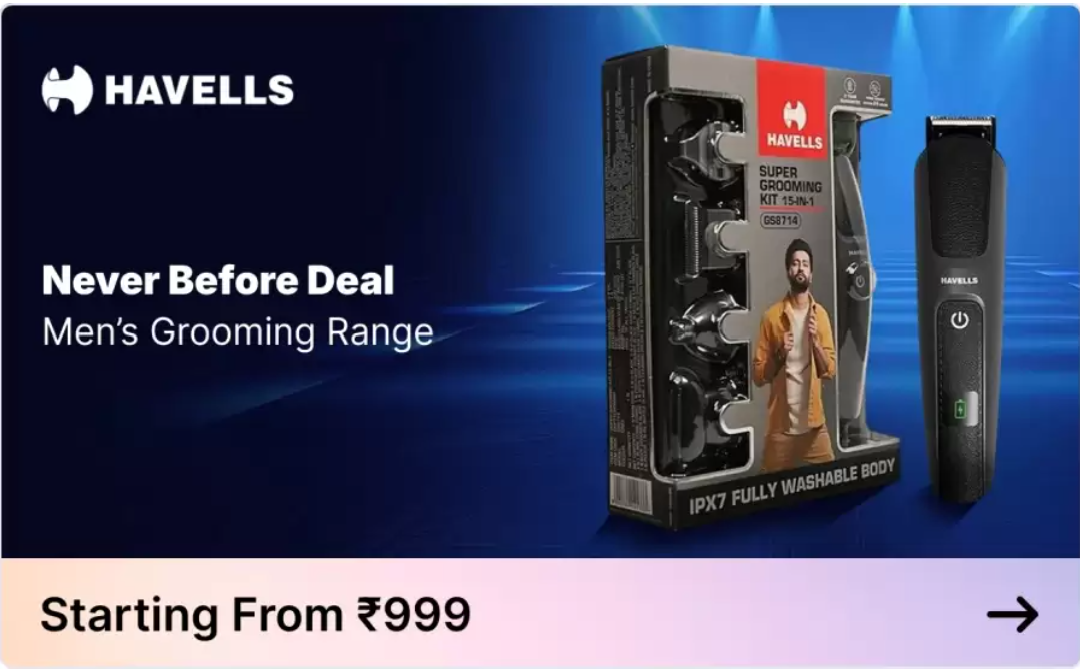 HAVELLS
Never Before Deal
Men's Grooming Range
HAVELLS
SUPER
GROOMING
KIT 15-IN-1
GS8714
IPX7 FULLY WASHABLE BODY
HAVELLS
Starting From ₹999